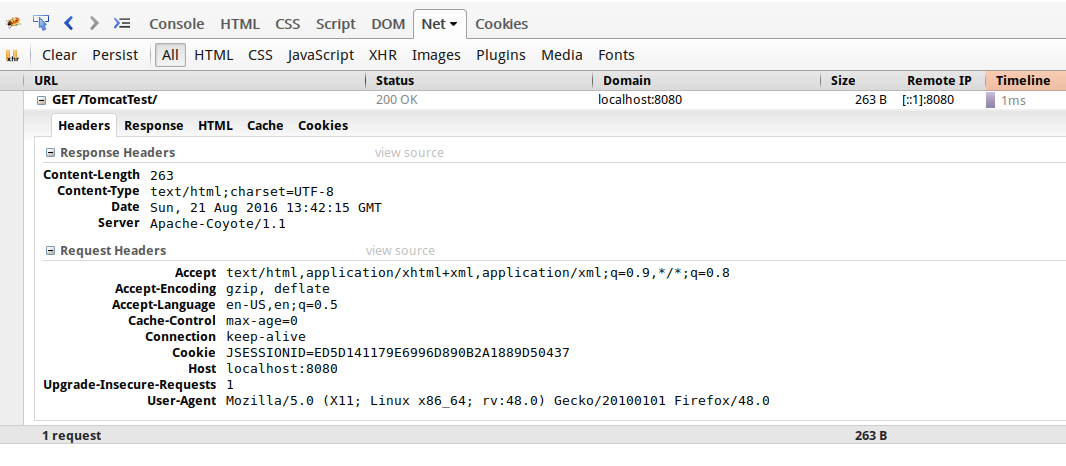 Console HTML CSS Script DOM Net Cookies
xhr Clear Persist All HTML CSS JavaScript XHR Images Plugins Media Fonts
URL Status Domain Size Remote IP Timeline
GET /TomcatTest/ 200 OK localhost:8080 263 B [::1]:8080 1ms
Headers Response HTML Cache Cookies
Response Headers view source
Content-Length 263
Content-Type text/html;charset=UTF-8
Date Sun, 21 Aug 2016 13:42:15 GMT
Server Apache-Coyote/1.1
Request Headers view source
Accept text/html,application/xhtml+xml,application/xml;q=0.9,*/*;q=0.8
Accept-Encoding gzip, deflate
Accept-Language en-US,en;q=0.5
Cache-Control max-age=0
Connection keep-alive
Cookie JSESSIONID=ED5D141179E6996D890B2A1889D50437
Host localhost:8080
Upgrade-Insecure-Requests 1
User-Agent Mozilla/5.0 (X11; Linux x86_64; rv:48.0) Gecko/20100101 Firefox/48.0
1 request 263 B